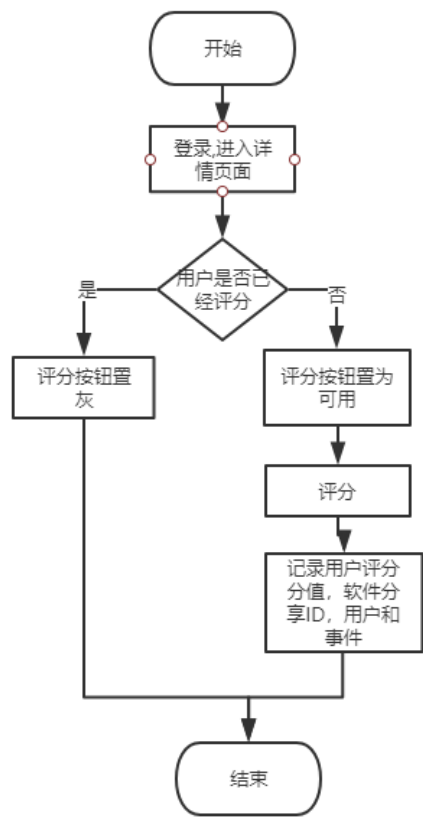 开始
登录,进入详
情页面
用户是否已
经评分
是
否
评分按钮置
灰
评分按钮置为
可用
评分
记录用户评分
分值，软件分
享ID，用户和
事件
结束